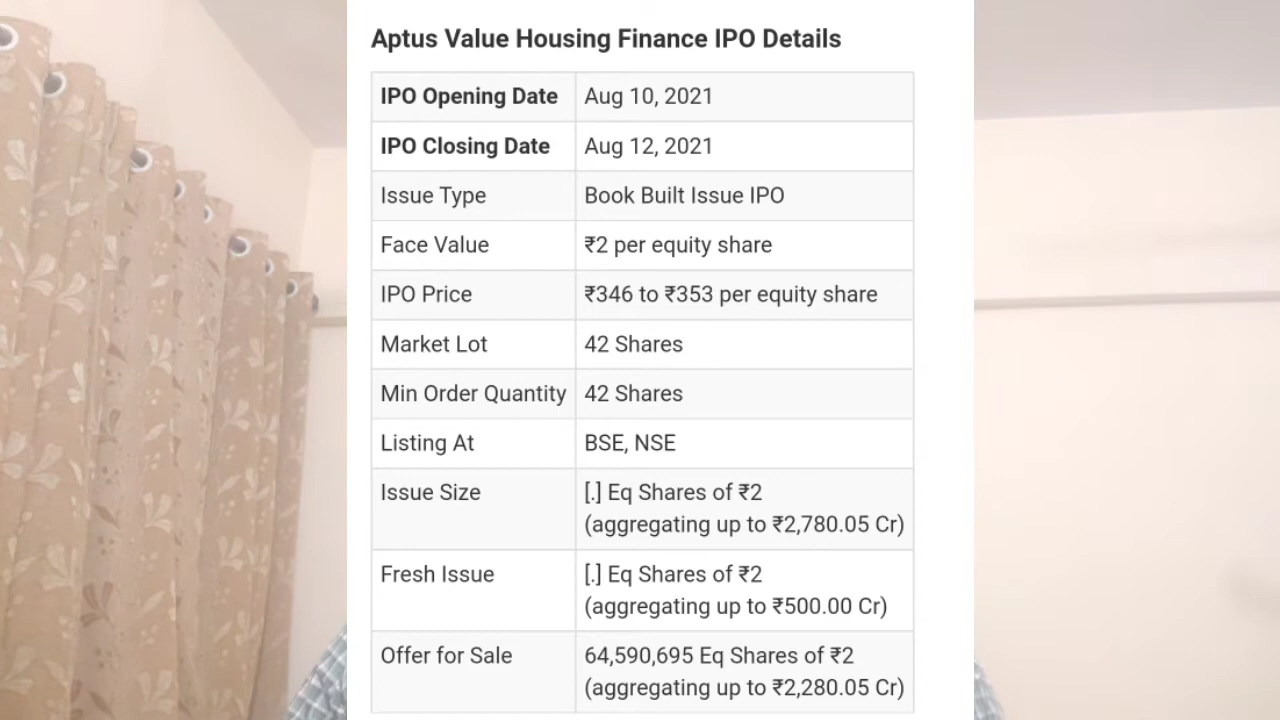 Aptus Value Housing Finance IPO Details
IPO Opening Date Aug 10, 2021
IPO Closing Date Aug 12, 2021
Issue Type Book Built Issue IPO
Face Value ₹2 per equity share
IPO Price ₹346 to ₹353 per equity share
Market Lot 42 Shares
Min Order Quantity 42 Shares
Listing At BSE, NSE
Issue Size [.] Eq Shares of ₹2
(aggregating up to ₹2,780.05 Cr)
Fresh Issue [.] Eq Shares of ₹2
(aggregating up to ₹500.00 Cr)
Offer for Sale 64,590,695 Eq Shares of ₹2
(aggregating up to ₹2,280.05 Cr)